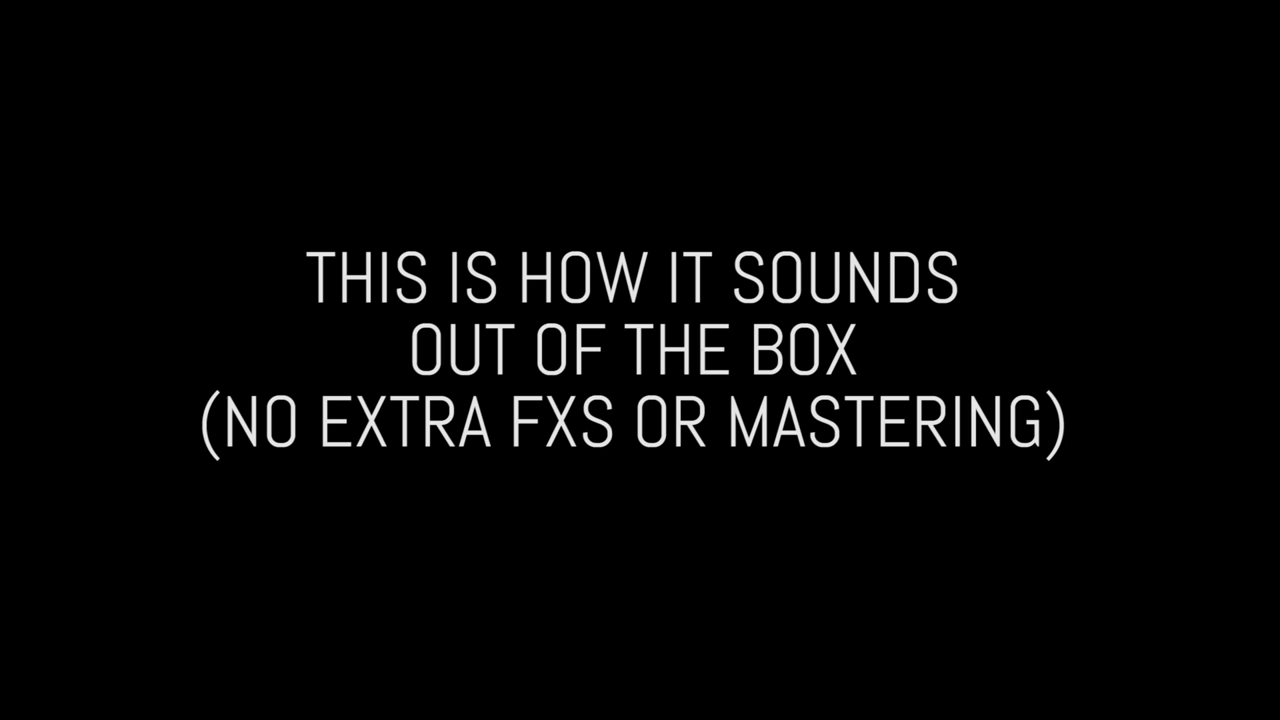 THIS IS HOW IT SOUNDS
OUT OF THE BOX
(NO EXTRA FXS OR MASTERING)